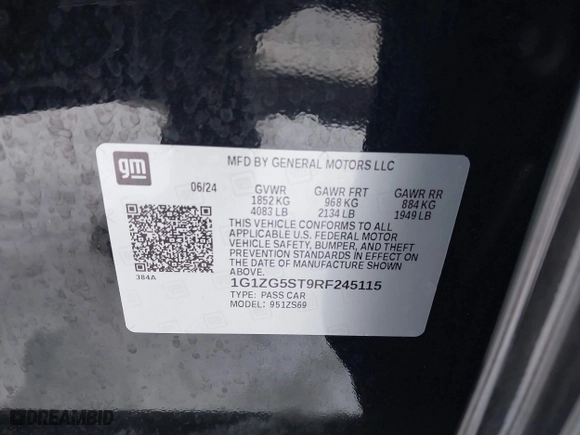 gm
MFD BY GENERAL MOTORS LLC
06/24
GVWR GAWR FRT GAWR RR
1852 KG 968 KG 884 KG
4083 LB 2134 LB 1949 LB
THIS VEHICLE CONFORMS TO ALL
APPLICABLE U.S. FEDERAL MOTOR
VEHICLE SAFETY, BUMPER, AND THEFT
PREVENTION STANDARDS IN EFFECT ON
THE DATE OF MANUFACTURE SHOWN
ABOVE.
384A
1G1ZG5ST9RF245115
TYPE: PASS CAR
MODEL: 951ZS69
DREAMBID